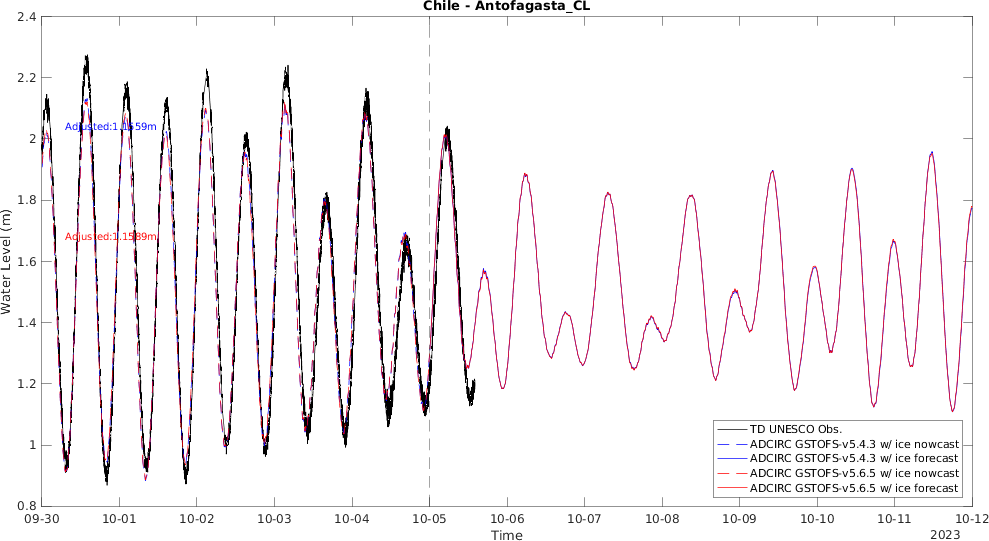 Chile - Antofagasta_CL
2.4
2.2
2
1.8
1.6
1.4
1.2
1
0.8
Water Level (m)
Adjusted:1.1559m
Adjusted:1.1589m
TD UNESCO Obs.
ADCIRC GSTOFS-v5.4.3 w/ ice nowcast
ADCIRC GSTOFS-v5.4.3 w/ ice forecast
ADCIRC GSTOFS-v5.6.5 w/ ice nowcast
ADCIRC GSTOFS-v5.6.5 w/ ice forecast
09-30 10-01 10-02 10-03 10-04 10-05 10-06 10-07 10-08 10-09 10-10 10-11 10-12
Time
2023